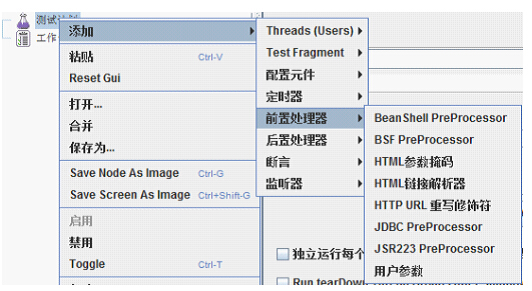 测试计划
工作
添加
粘贴 Ctrl-V
Reset Gui
打开...
合并
保存为...
Save Node As Image Ctrl-G
Save Screen As Image Ctrl+Shift-G
启用
禁用
Toggle Ctrl-T
Threads (Users)
Test Fragment
配置元件
定时器
前置处理器
后置处理器
断言
监听器
BeanShell PreProcessor
BSF PreProcessor
HTML参数掩码
HTML链接解析器
HTTP URL 重写修饰符
JDBC PreProcessor
JSR223 PreProcessor
用户参数
独立运行每个
Run tearDown